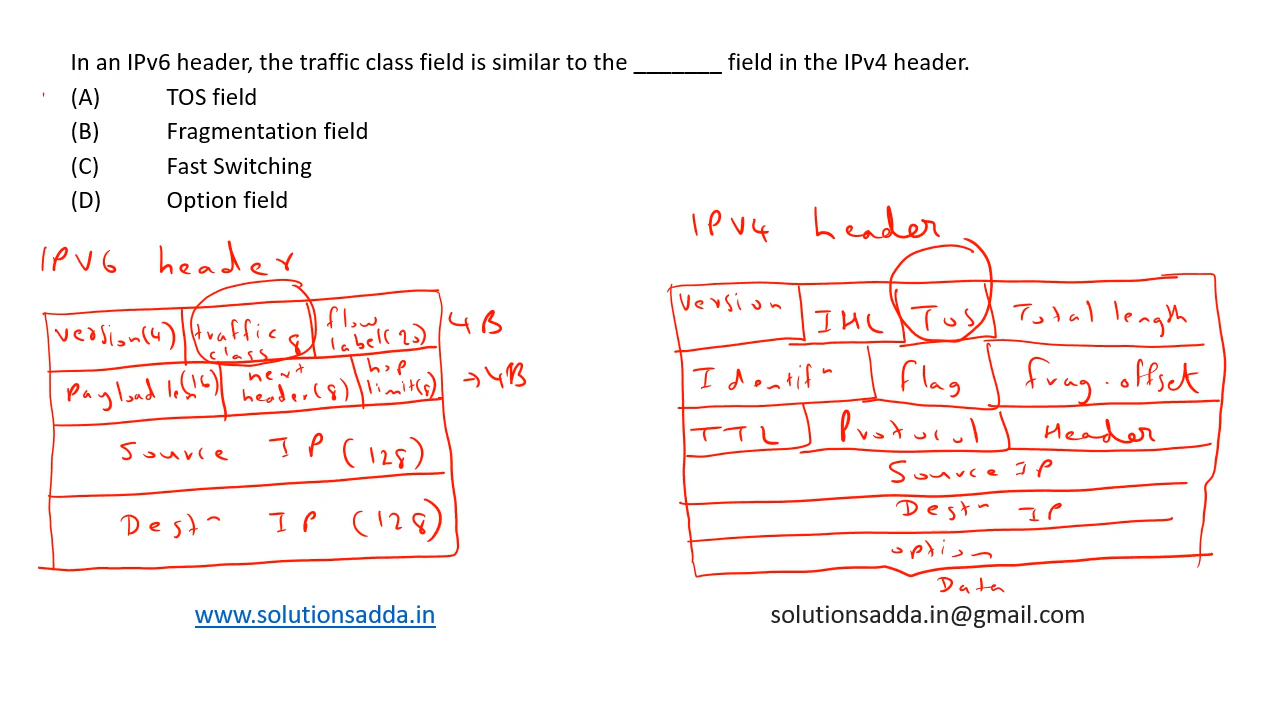 In an IPv6 header, the traffic class field is similar to the _______ field in the IPv4 header.
(A) TOS field
(B) Fragmentation field
(C) Fast Switching
(D) Option field
IPV6 header
version(4) traffic class 8 flow label(20) 4B
payload len(16) next header(8) hop limit(8) →4B
Source IP (128)
Destn IP (128)
IPV4 header
Version IHL TOS Total length
Identifn flag frag.offset
TTL Protocol Header
Source IP
Destn IP
option
Data
www.solutionsadda.in
solutionsadda.in@gmail.com